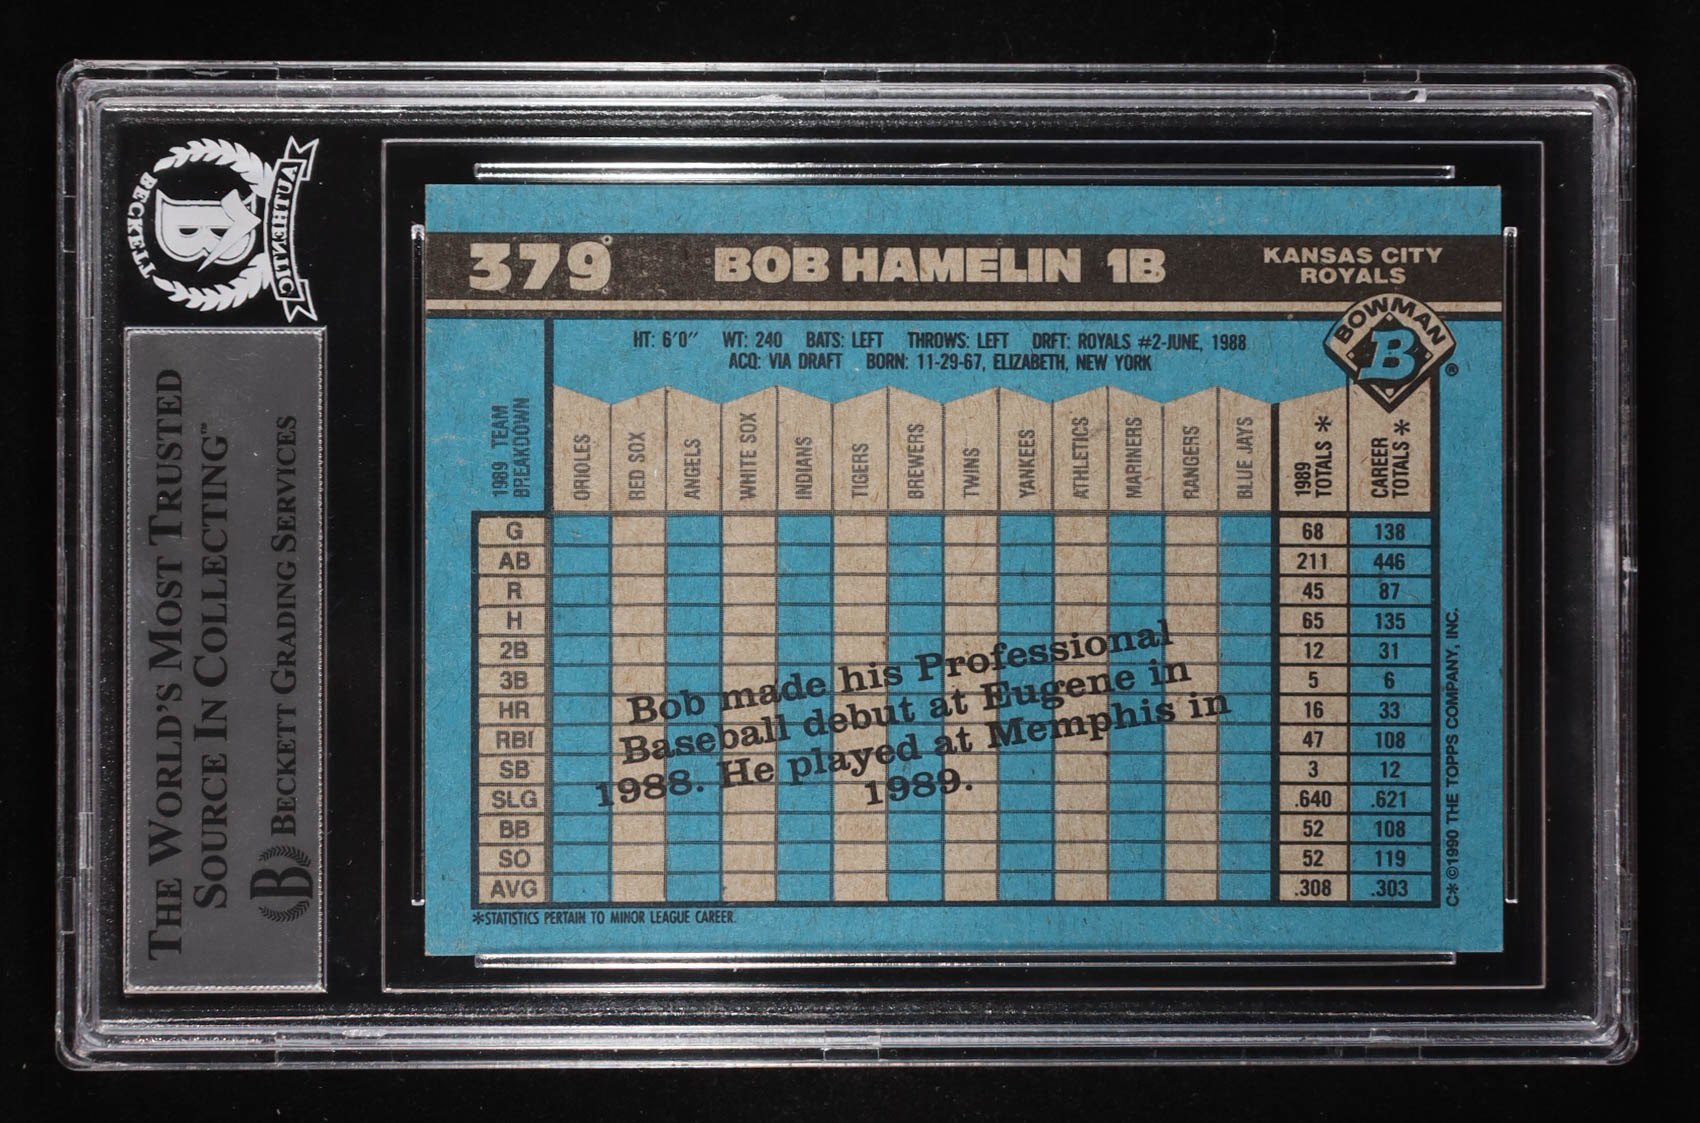 BECKETT
AUTHENTIC
B
THE WORLD'S MOST TRUSTED
SOURCE IN COLLECTING™
B BECKETT GRADING SERVICES
379 BOB HAMELIN 1B KANSAS CITY
ROYALS
BOWMAN
B
®
HT: 6'0" WT: 240 BATS: LEFT THROWS: LEFT DRFT: ROYALS #2-JUNE, 1988
ACQ: VIA DRAFT BORN: 11-29-67, ELIZABETH, NEW YORK
1989 TEAM
BREAKDOWN
ORIOLES
RED SOX
ANGELS
WHITE SOX
INDIANS
TIGERS
BREWERS
TWINS
YANKEES
ATHLETICS
MARINERS
RANGERS
BLUE JAYS
1989
TOTALS *
CAREER
TOTALS *
G 68 138
AB 211 446
R 45 87
H 65 135
2B 12 31
3B 5 6
HR 16 33
RBI 47 108
SB 3 12
SLG .640 .621
BB 52 108
SO 52 119
AVG .308 .303
Bob made his Professional
Baseball debut at Eugene in
1988. He played at Memphis in
1989.
*STATISTICS PERTAIN TO MINOR LEAGUE CAREER.
C* ©1990 THE TOPPS COMPANY, INC.